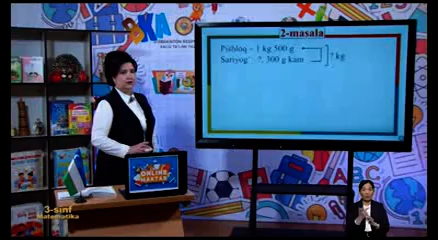 2-masala
Pishloq – 1 kg 500 g
Sariyog' ?, 300 g kam
? kg
ONLINE
MAKTAB
3-sinf
Matematika